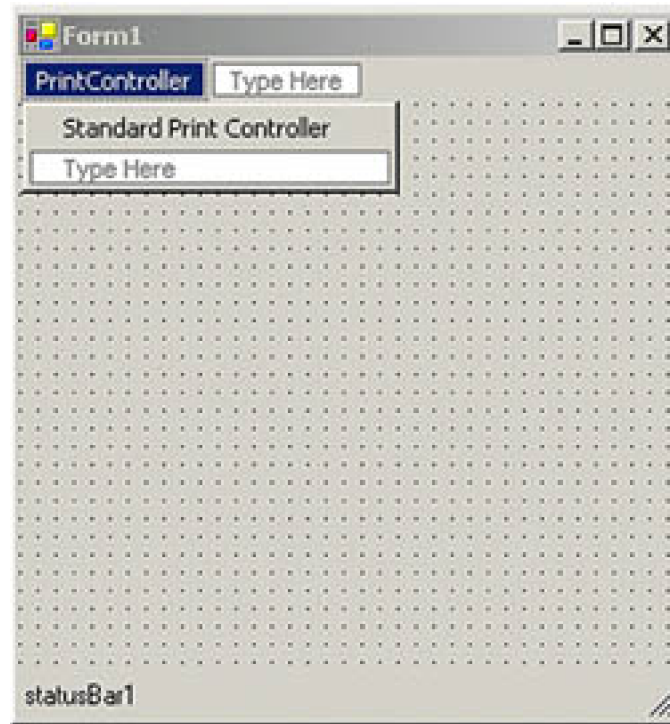 Form1
PrintController Type Here
Standard Print Controller
Type Here
statusBar1